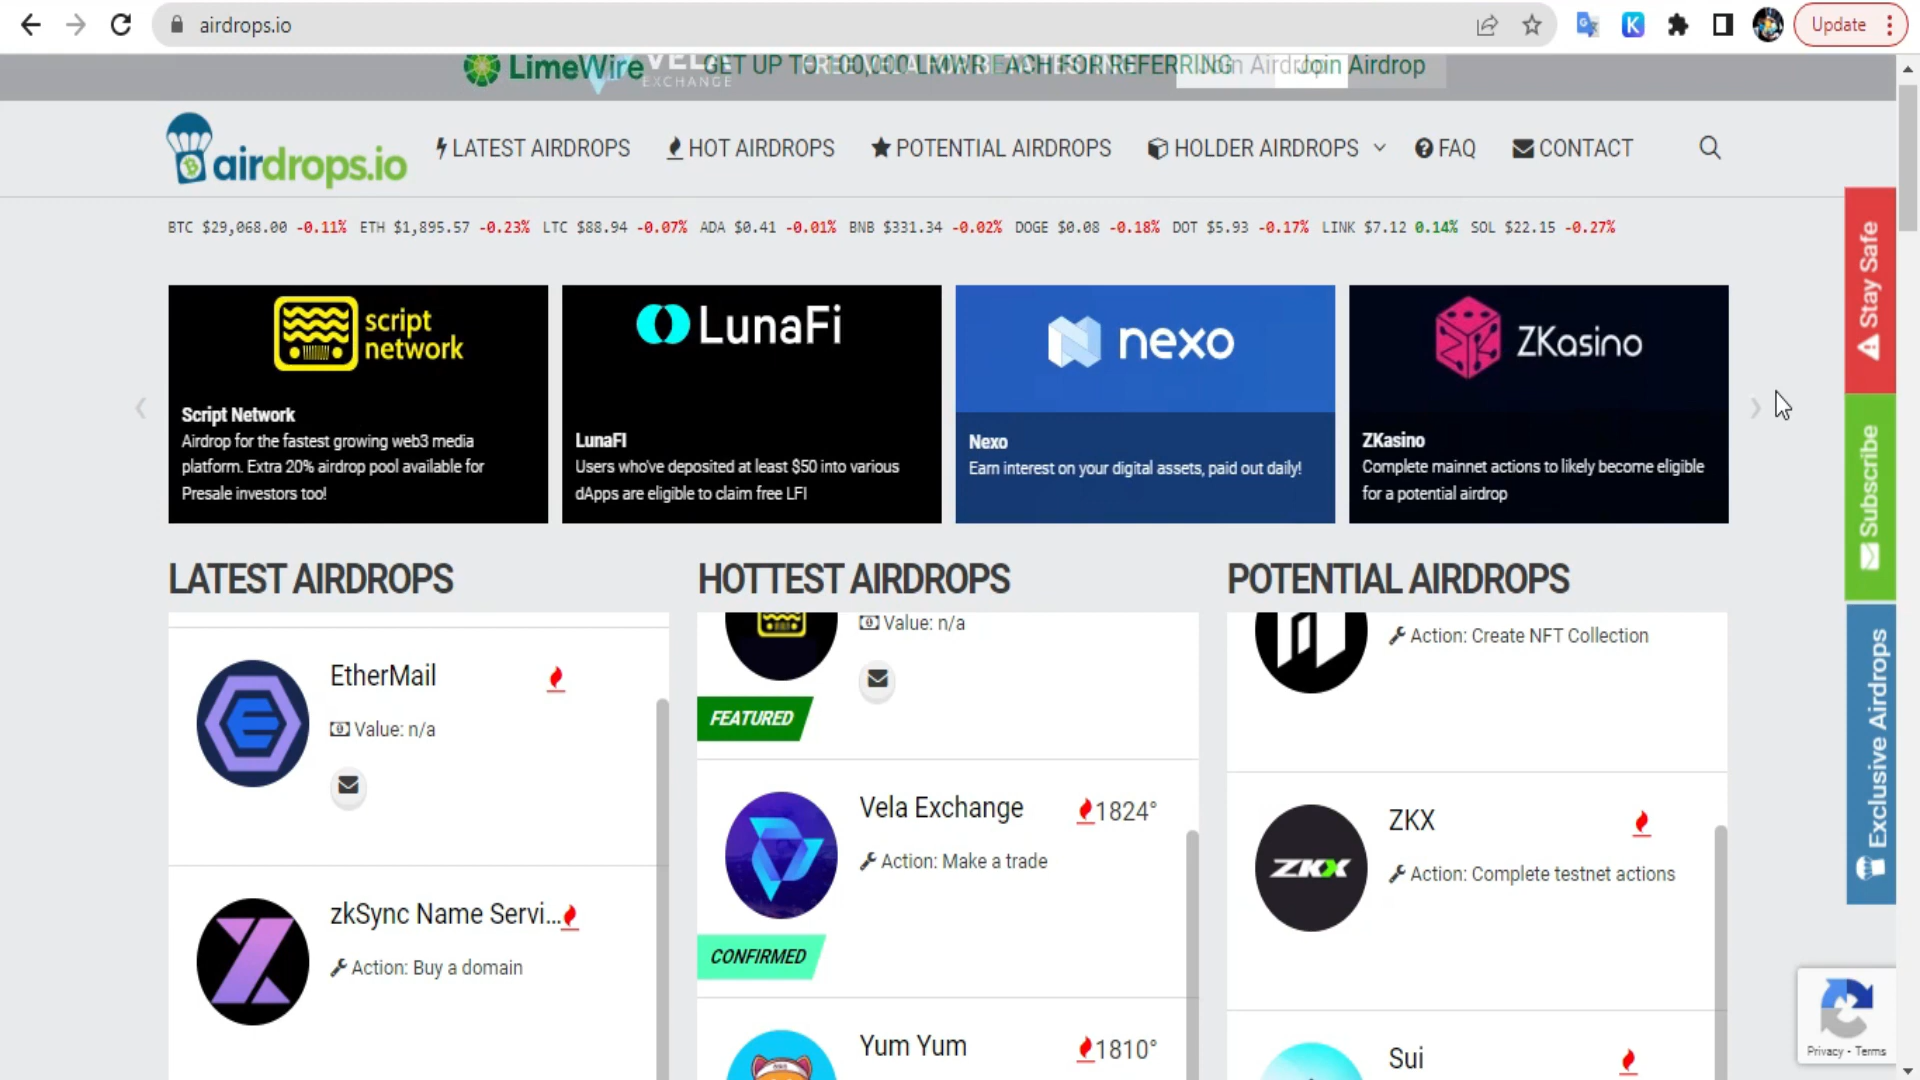 airdrops.io
Update
LimeWire
EXCHANGE
Join Airdrop
airdrops.io
LATEST AIRDROPS
HOT AIRDROPS
POTENTIAL AIRDROPS
HOLDER AIRDROPS
FAQ
CONTACT
BTC $29,068.00 -0.11% ETH $1,895.57 -0.23% LTC $88.94 -0.07% ADA $0.41 -0.01% BNB $331.34 -0.02% DOGE $0.08 -0.18% DOT $5.93 -0.17% LINK $7.12 0.14% SOL $22.15 -0.27%
script
network
Script Network
Airdrop for the fastest growing web3 media
platform. Extra 20% airdrop pool available for
Presale investors too!
LunaFi
LunaFI
Users who've deposited at least $50 into various
dApps are eligible to claim free LFI
nexo
Nexo
Earn interest on your digital assets, paid out daily!
ZKasino
ZKasino
Complete mainnet actions to likely become eligible
for a potential airdrop
Stay Safe
Subscribe
Exclusive Airdrops
LATEST AIRDROPS
EtherMail
Value: n/a
zkSync Name Servi...
Action: Buy a domain
HOTTEST AIRDROPS
Value: n/a
FEATURED
Vela Exchange
1824°
Action: Make a trade
CONFIRMED
Yum Yum
1810°
POTENTIAL AIRDROPS
Action: Create NFT Collection
ZKX
ZKX
Action: Complete testnet actions
Sui
Privacy - Terms